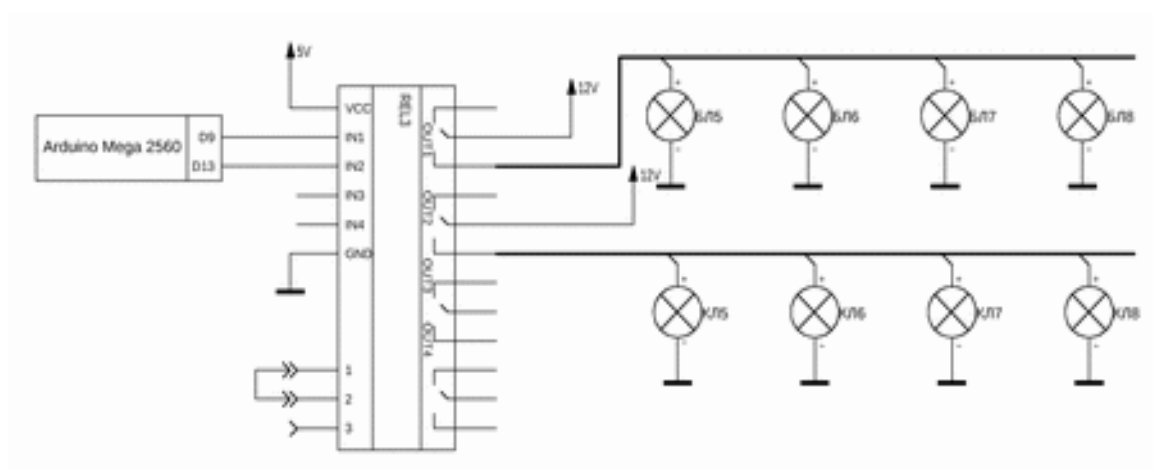 5V
12V
Arduino Mega 2560
D9
D13
VCC
IN1
IN2
IN3
IN4
GND
1
2
3
REL3
OUT1
OUT2
OUT3
OUT4
12V
+
БЛ5
-
+
БЛ6
-
+
БЛ7
-
+
БЛ8
-
+
КЛ5
-
+
КЛ6
-
+
КЛ7
-
+
КЛ8
-